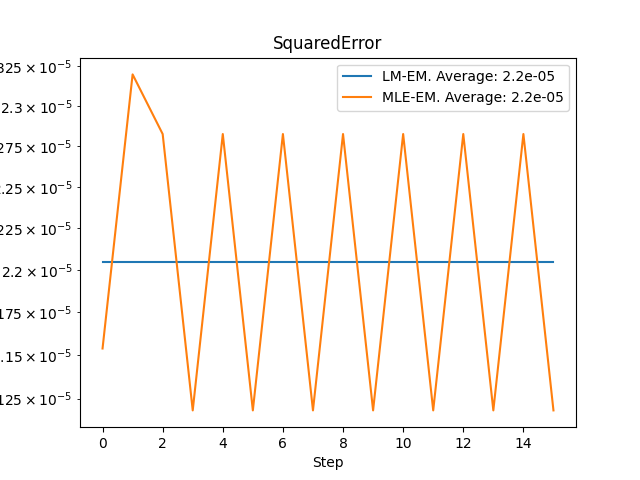 SquaredError
LM-EM. Average: 2.2e-05
MLE-EM. Average: 2.2e-05
325 × 10⁻⁵
2.3 × 10⁻⁵
275 × 10⁻⁵
2.25 × 10⁻⁵
225 × 10⁻⁵
2.2 × 10⁻⁵
175 × 10⁻⁵
.15 × 10⁻⁵
125 × 10⁻⁵
0 2 4 6 8 10 12 14
Step